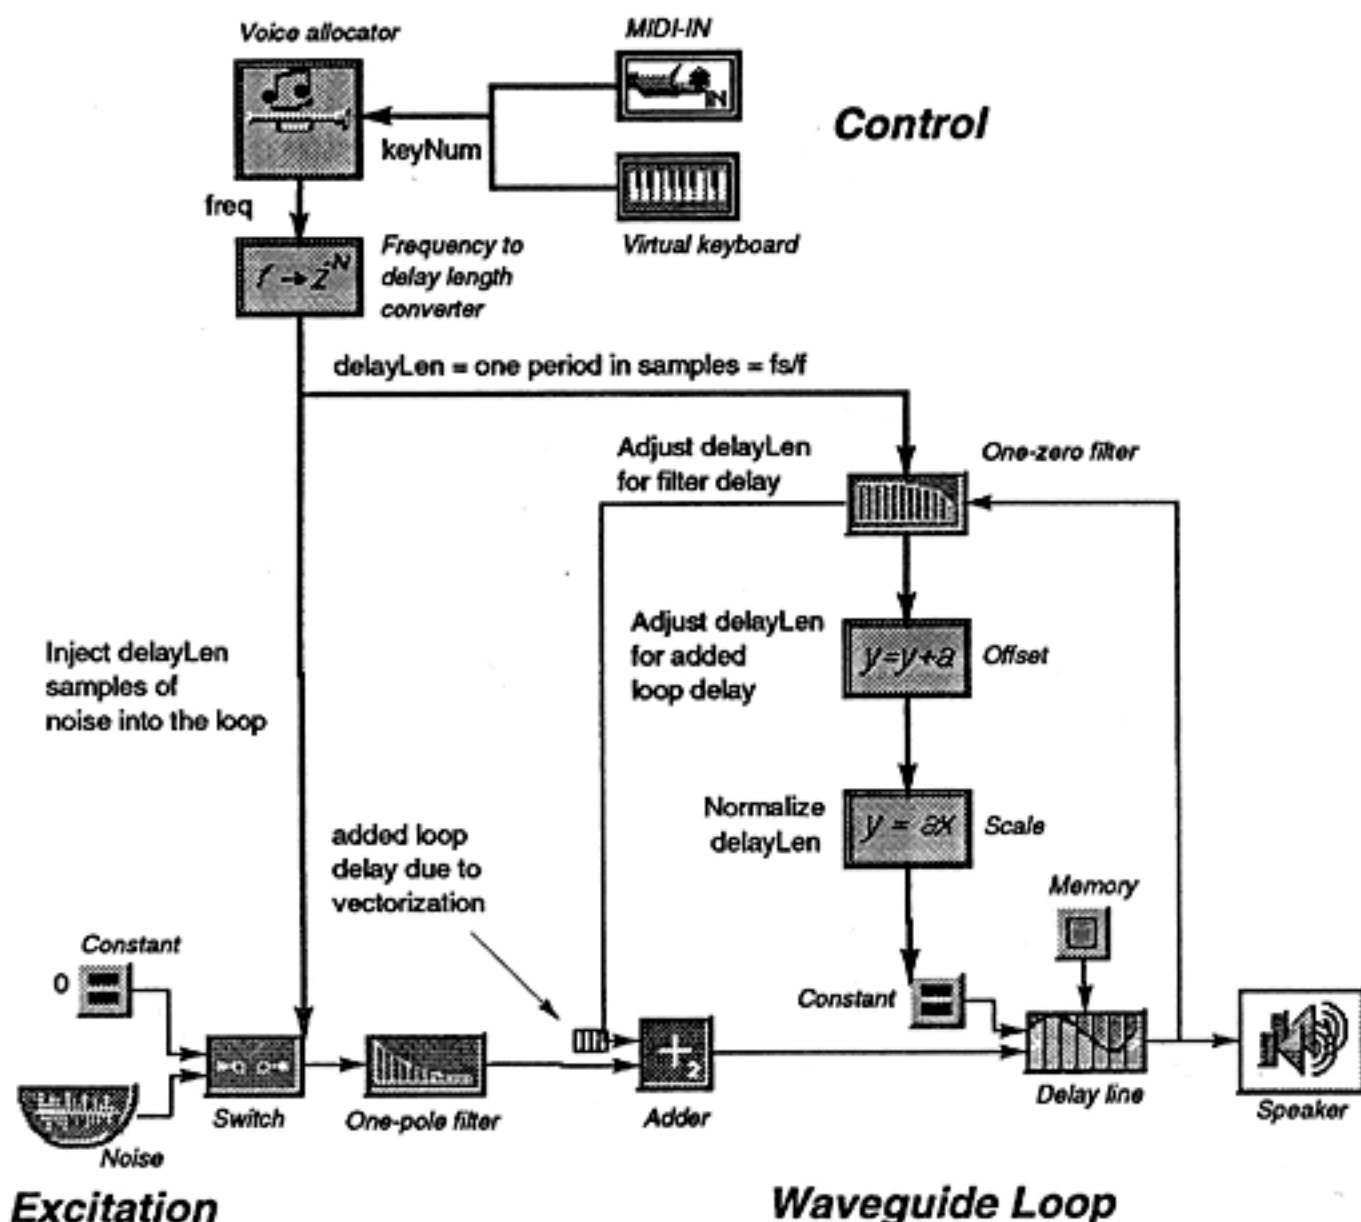 Voice allocator
MIDI-IN
IN
Control
keyNum
freq
Virtual keyboard
f → z^-N
Frequency to
delay length
converter
delayLen = one period in samples = fs/f
Adjust delayLen
for filter delay
One-zero filter
Inject delayLen
samples of
noise into the loop
Adjust delayLen
for added
loop delay
y=y+a
Offset
Normalize
delayLen
y = ax
Scale
added loop
delay due to
vectorization
Memory
Constant
0
Constant
+2
Switch
One-pole filter
Adder
Delay line
Speaker
Noise
Excitation
Waveguide Loop